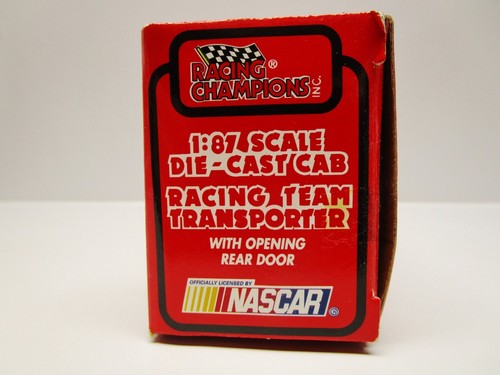 RACING ®
CHAMPIONS INC.
1:87 SCALE
DIE-CAST CAB
RACING TEAM
TRANSPORTER
WITH OPENING
REAR DOOR
OFFICIALLY LICENSED BY
NASCAR ®